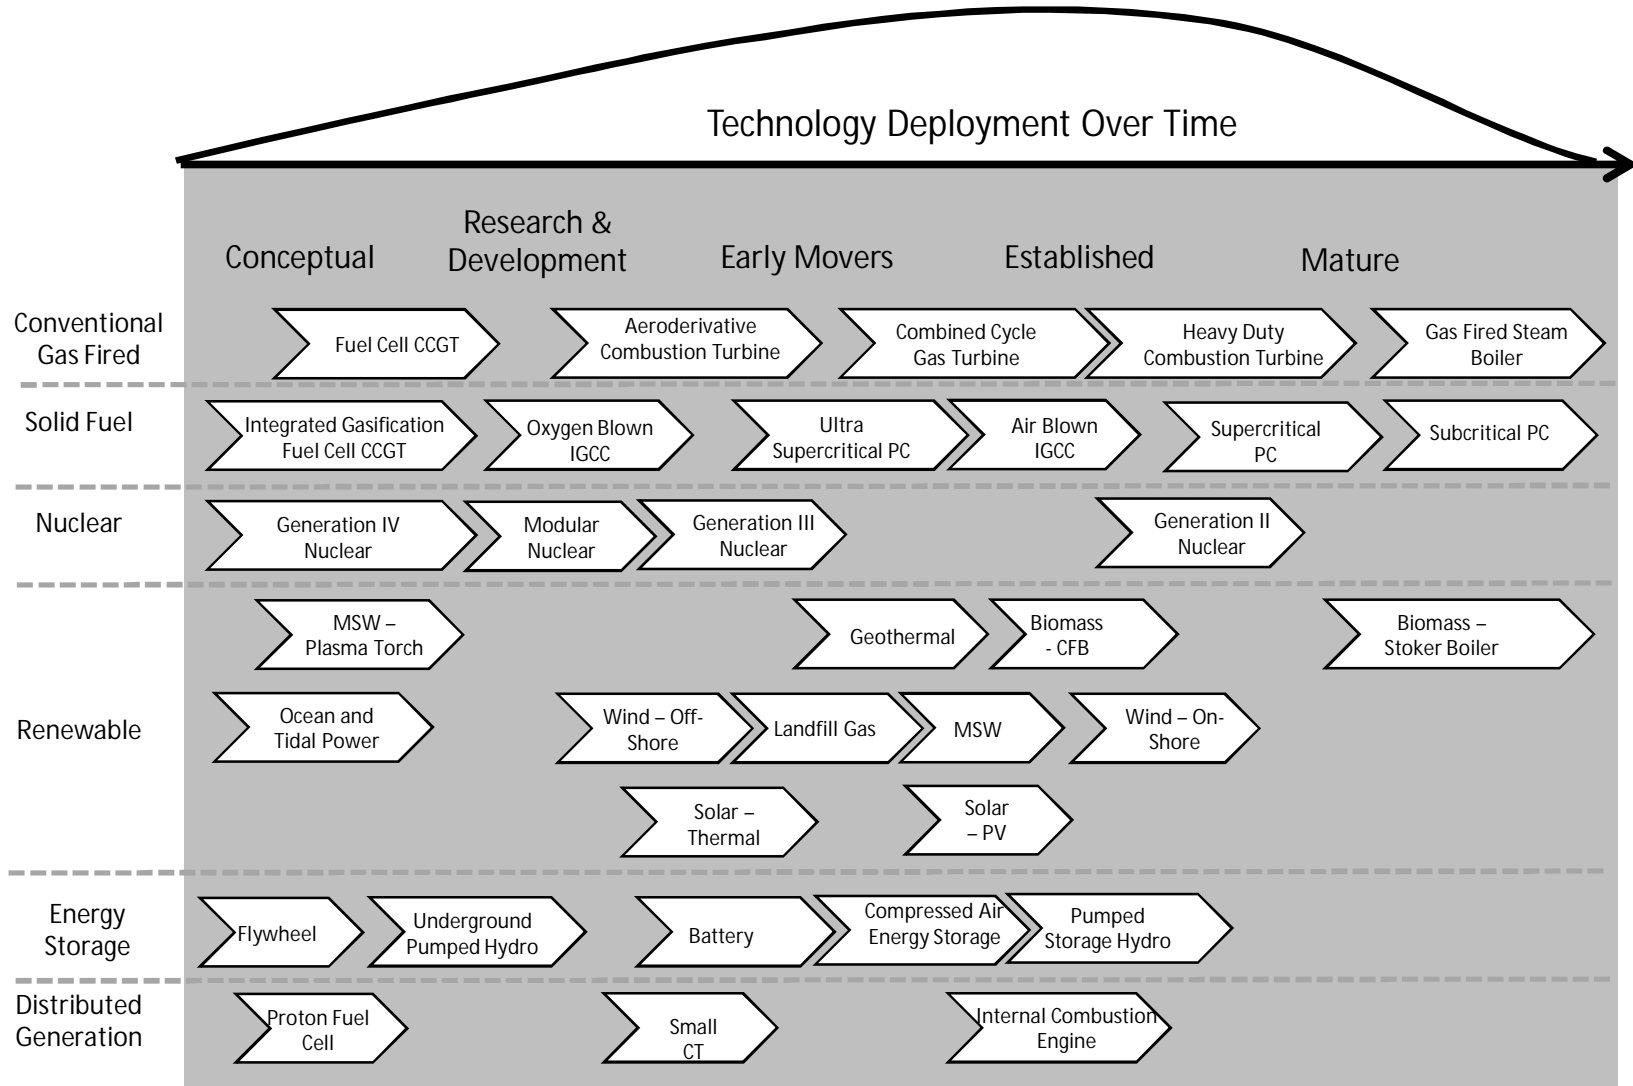 Technology Deployment Over Time
Conceptual
Research &
Development
Early Movers
Established
Mature
Conventional
Gas Fired
Fuel Cell CCGT
Aeroderivative
Combustion Turbine
Combined Cycle
Gas Turbine
Heavy Duty
Combustion Turbine
Gas Fired Steam
Boiler
Solid Fuel
Integrated Gasification
Fuel Cell CCGT
Oxygen Blown
IGCC
Ultra
Supercritical PC
Air Blown
IGCC
Supercritical
PC
Subcritical PC
Nuclear
Generation IV
Nuclear
Modular
Nuclear
Generation III
Nuclear
Generation II
Nuclear
Renewable
MSW –
Plasma Torch
Geothermal
Biomass
- CFB
Biomass –
Stoker Boiler
Ocean and
Tidal Power
Wind – Off-
Shore
Landfill Gas
MSW
Wind – On-
Shore
Solar –
Thermal
Solar
– PV
Energy
Storage
Flywheel
Underground
Pumped Hydro
Battery
Compressed Air
Energy Storage
Pumped
Storage Hydro
Distributed
Generation
Proton Fuel
Cell
Small
CT
Internal Combustion
Engine